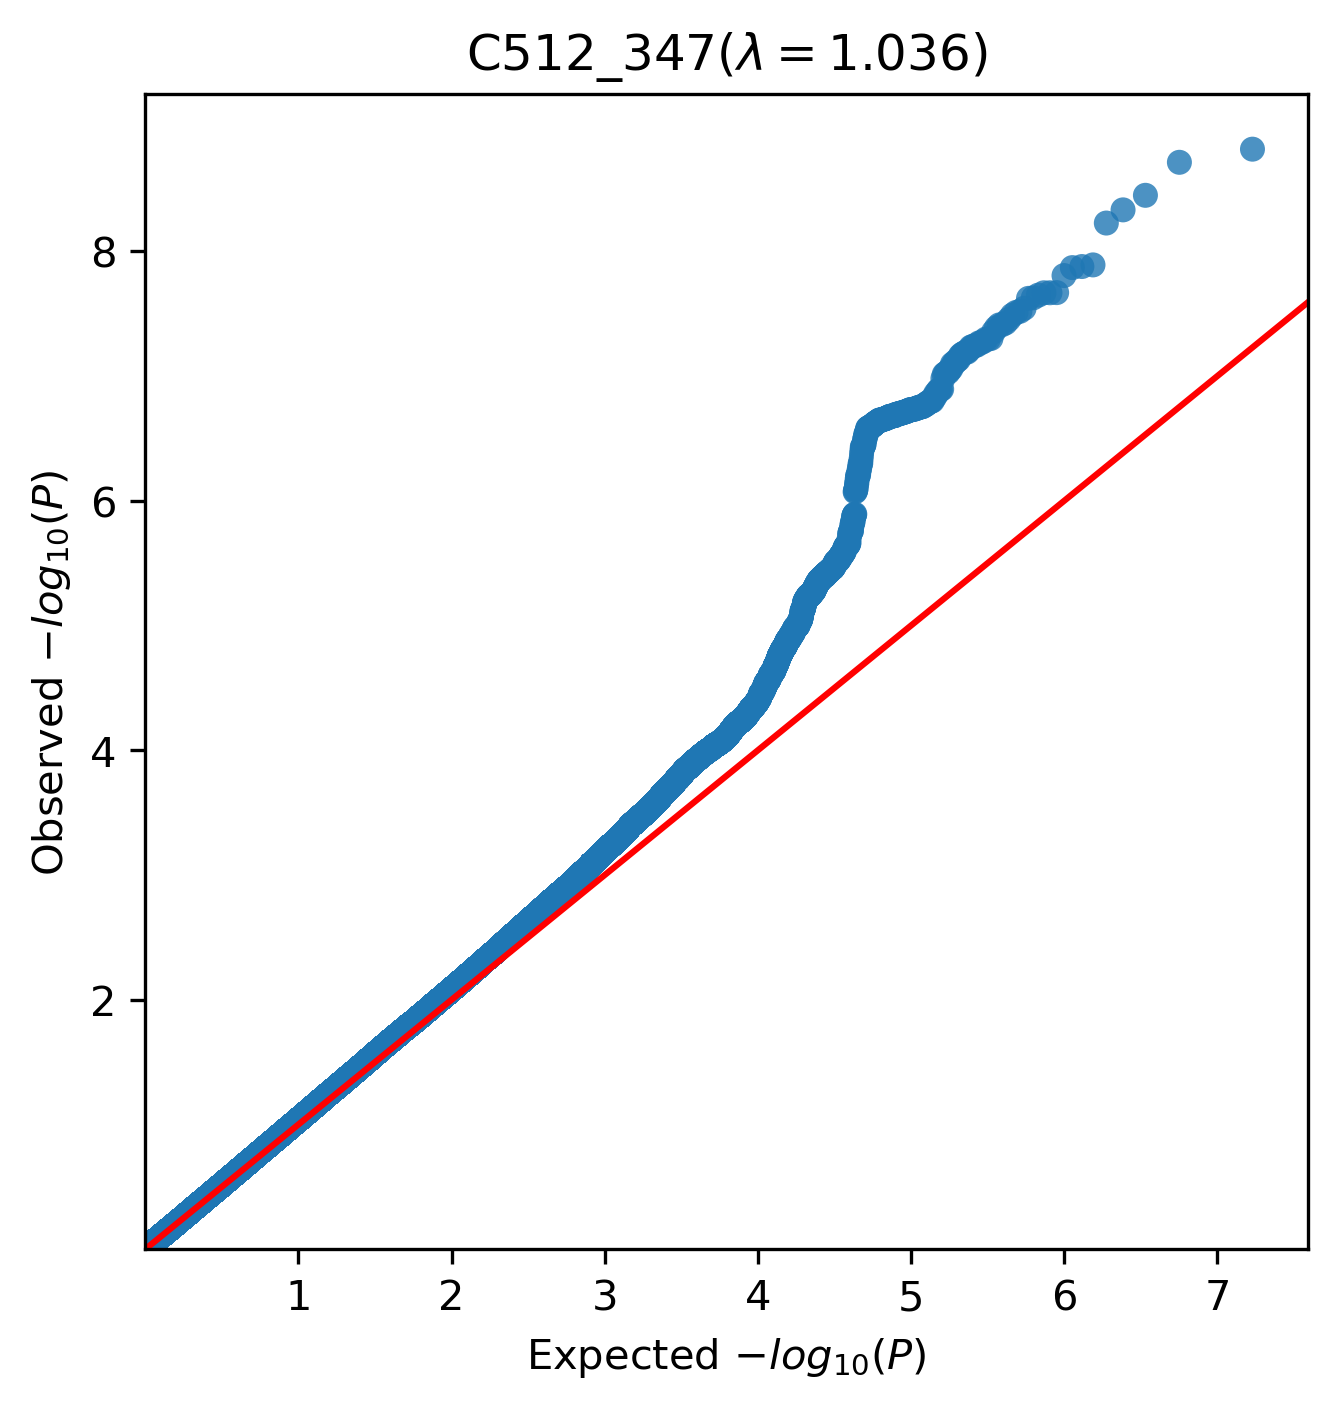 C512_347(λ = 1.036)
Observed −log₁₀(P)
8
6
4
2
1 2 3 4 5 6 7
Expected −log₁₀(P)